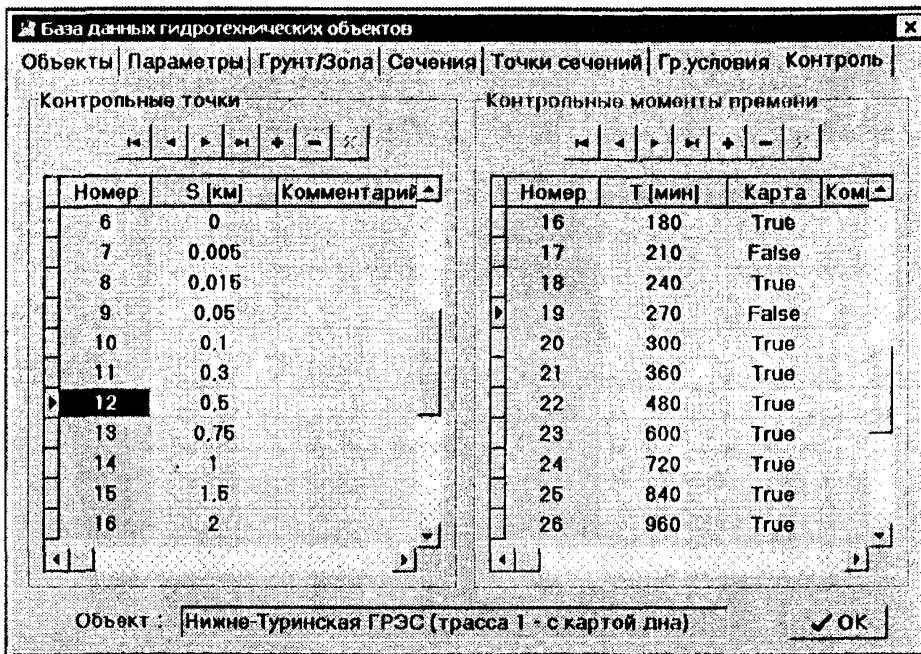 База данных гидротехнических объектов
Объекты Параметры Грунт/Зола Сечения Точки сечений Гр.условия Контроль
Контрольные точки
Номер S [км] Комментарий
6 0
7 0.005
8 0.015
9 0.05
10 0.1
11 0.3
12 0.5
13 0.75
14 1
15 1.5
16 2
Контрольные моменты времени
Номер Т [мин] Карта Ком
16 180 True
17 210 False
18 240 True
19 270 False
20 300 True
21 360 True
22 480 True
23 600 True
24 720 True
25 840 True
26 960 True
Объект : Нижне-Туринская ГРЭС (трасса 1 - с картой дна)
OK